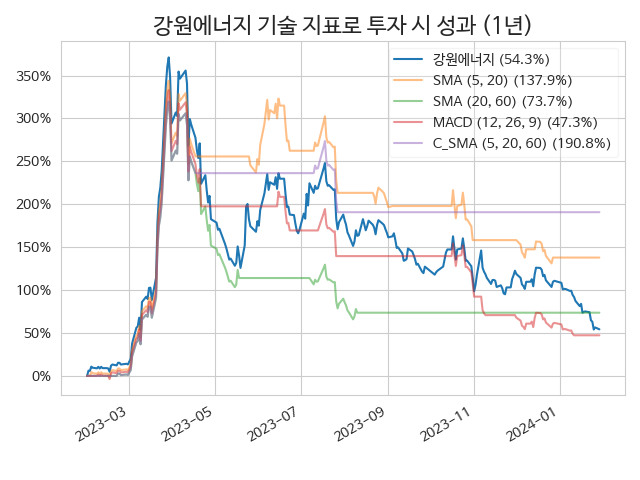 강원에너지 기술 지표로 투자 시 성과 (1년)
강원에너지 (54.3%)
SMA (5, 20) (137.9%)
SMA (20, 60) (73.7%)
MACD (12, 26, 9) (47.3%)
C_SMA (5, 20, 60) (190.8%)
350%
300%
250%
200%
150%
100%
50%
0%
2023-03
2023-05
2023-07
2023-09
2023-11
2024-01